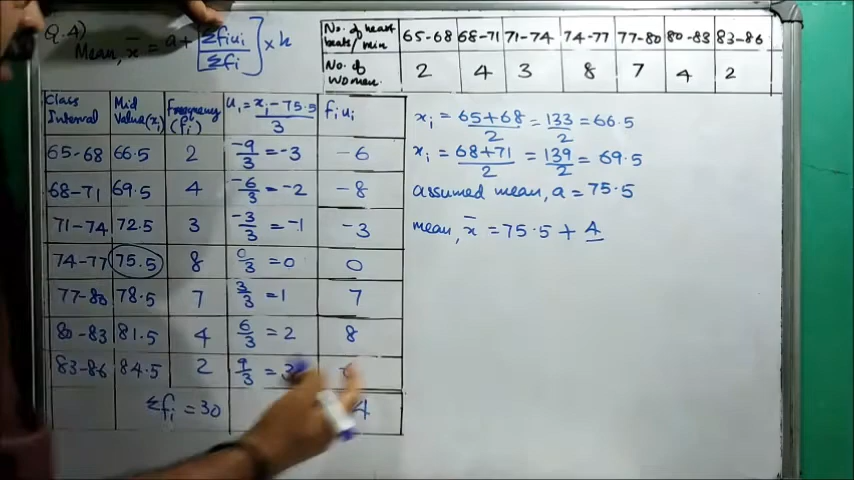 Q.4)
Mean, x̄ = a + [Σfiui / Σfi] × h
No. of heart beats/min 65-68 68-71 71-74 74-77 77-80 80-83 83-86
No. of Women. 2 4 3 8 7 4 2
Class Interval Mid Value(xi) Frequency (fi) ui = xi - 75.5 / 3 fiui
65-68 66.5 2 -9/3 = -3 -6
68-71 69.5 4 -6/3 = -2 -8
71-74 72.5 3 -3/3 = -1 -3
74-77 75.5 8 0/3 = 0 0
77-80 78.5 7 3/3 = 1 7
80-83 81.5 4 6/3 = 2 8
83-86 84.5 2 9/3 = 3
Σfi = 30 4
xi = 65+68 / 2 = 133 / 2 = 66.5
xi = 68+71 / 2 = 139 / 2 = 69.5
assumed mean, a = 75.5
mean, x̄ = 75.5 + 4